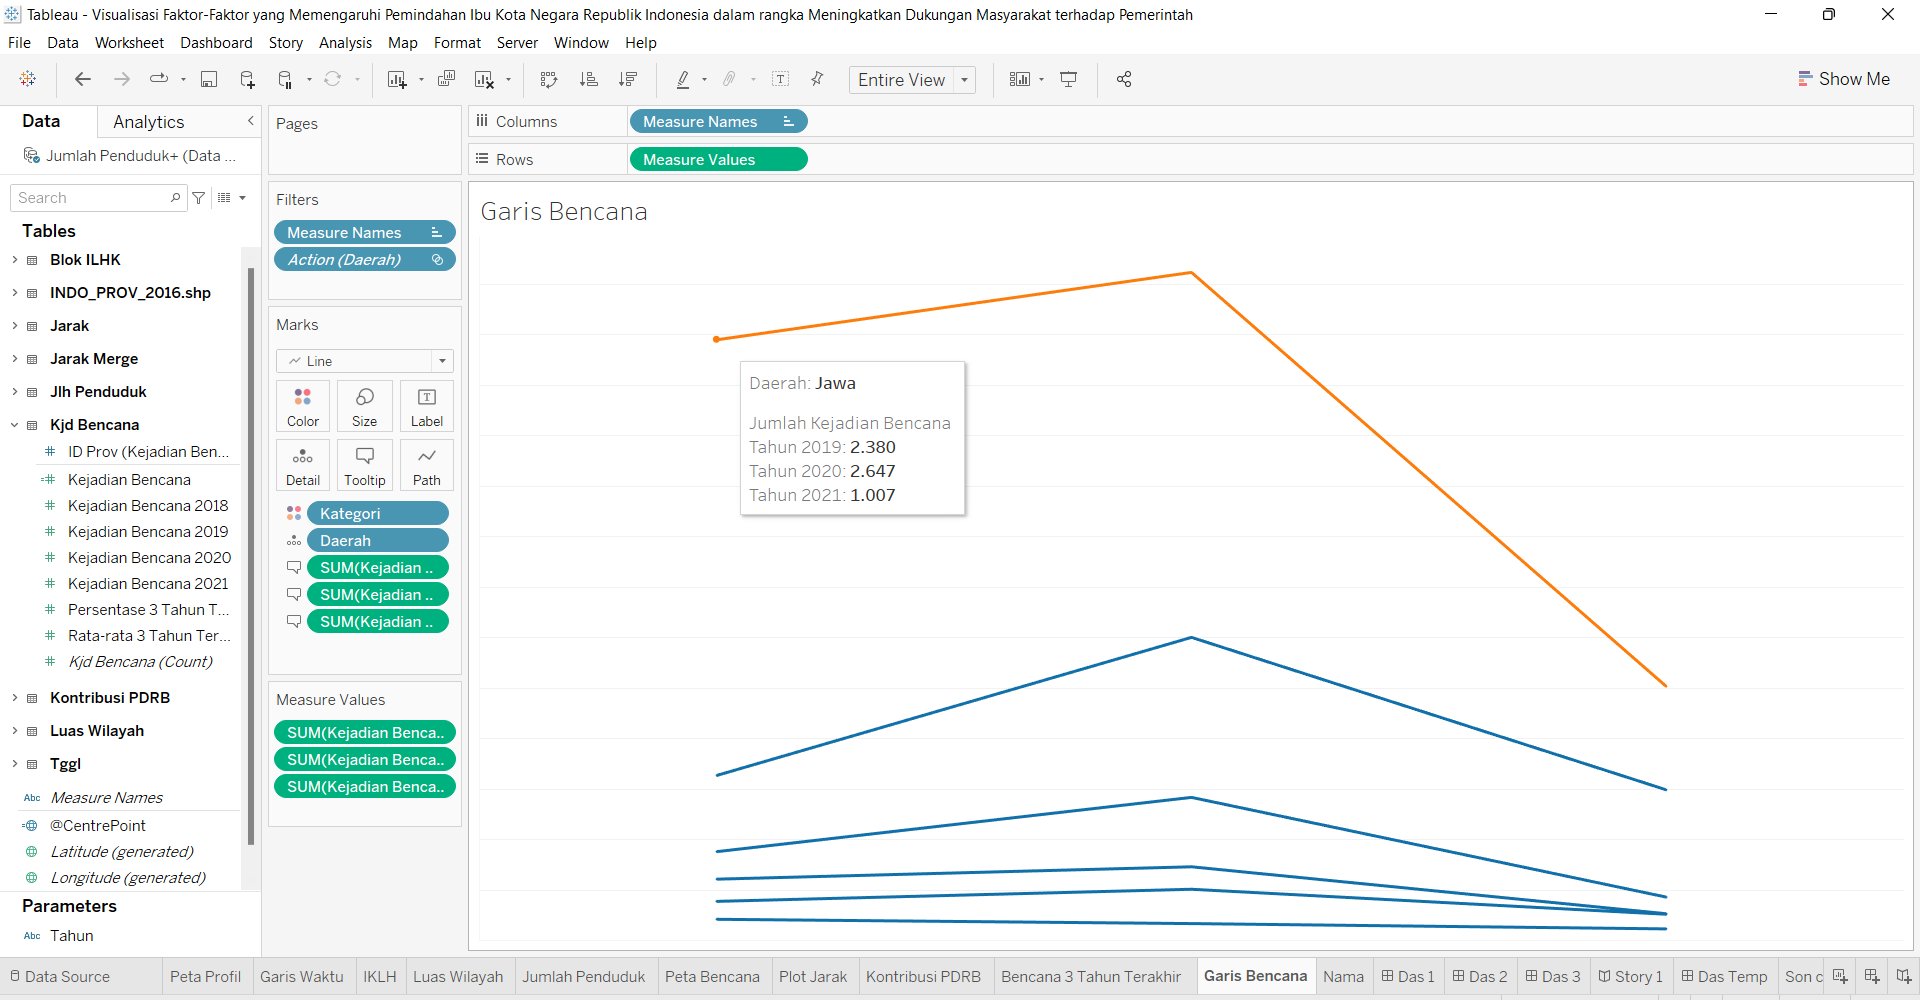 Tableau - Visualisasi Faktor-Faktor yang Memengaruhi Pemindahan Ibu Kota Negara Republik Indonesia dalam rangka Meningkatkan Dukungan Masyarakat terhadap Pemerintah
File Data Worksheet Dashboard Story Analysis Map Format Server Window Help
Entire View
Show Me
Data Analytics
Jumlah Penduduk+ (Data ...
Search
Tables
Blok ILHK
INDO_PROV_2016.shp
Jarak
Jarak Merge
Jlh Penduduk
Kjd Bencana
ID Prov (Kejadian Ben...
Kejadian Bencana
Kejadian Bencana 2018
Kejadian Bencana 2019
Kejadian Bencana 2020
Kejadian Bencana 2021
Persentase 3 Tahun T...
Rata-rata 3 Tahun Ter...
Kjd Bencana (Count)
Kontribusi PDRB
Luas Wilayah
Tggl
Abc Measure Names
@CentrePoint
Latitude (generated)
Longitude (generated)
Parameters
Abc Tahun
Pages
Filters
Measure Names
Action (Daerah)
Marks
Line
Color Size Label
Detail Tooltip Path
Kategori
Daerah
SUM(Kejadian ..
SUM(Kejadian ..
SUM(Kejadian ..
Measure Values
SUM(Kejadian Benca..
SUM(Kejadian Benca..
SUM(Kejadian Benca..
Columns Measure Names
Rows Measure Values
Garis Bencana
Daerah: Jawa
Jumlah Kejadian Bencana
Tahun 2019: 2.380
Tahun 2020: 2.647
Tahun 2021: 1.007
Data Source Peta Profil Garis Waktu IKLH Luas Wilayah Jumlah Penduduk Peta Bencana Plot Jarak Kontribusi PDRB Bencana 3 Tahun Terakhir Garis Bencana Nama Das 1 Das 2 Das 3 Story 1 Das Temp Son c